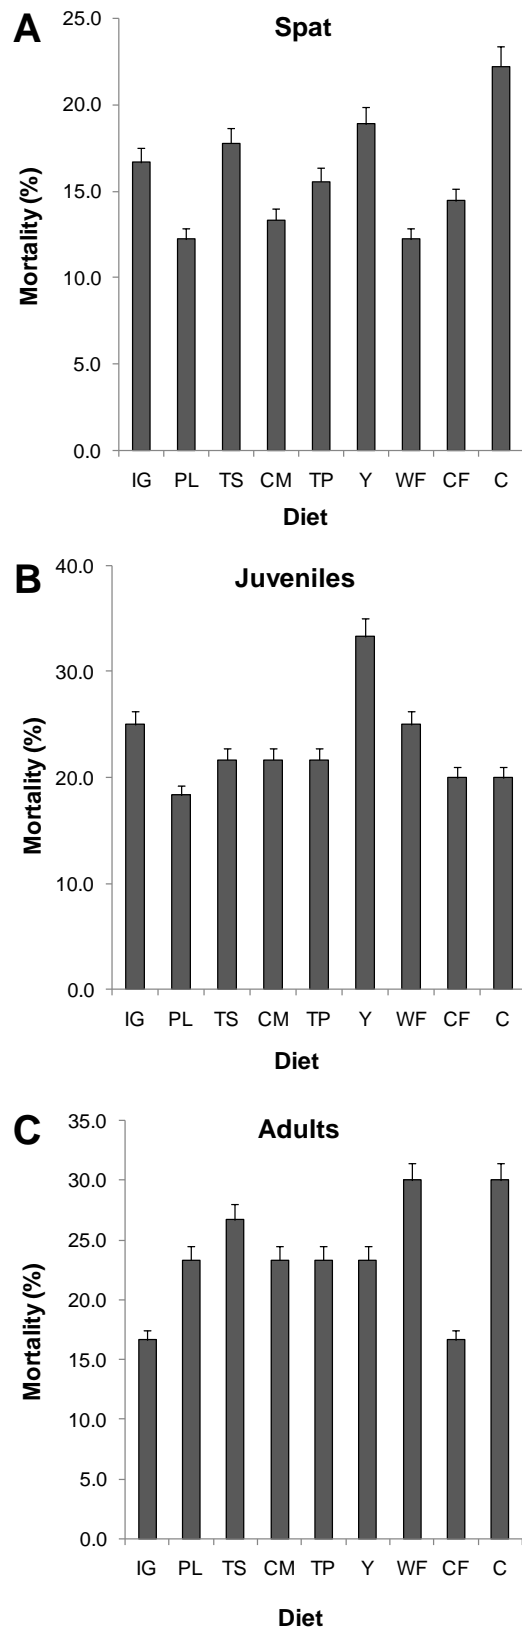 A
Spat
25.0
20.0
15.0
10.0
5.0
0.0
Mortality (%)
IG PL TS CM TP Y WF CF C
Diet
B
Juveniles
40.0
30.0
20.0
10.0
0.0
Mortality (%)
IG PL TS CM TP Y WF CF C
Diet
C
Adults
35.0
30.0
25.0
20.0
15.0
10.0
5.0
0.0
Mortality (%)
IG PL TS CM TP Y WF CF C
Diet